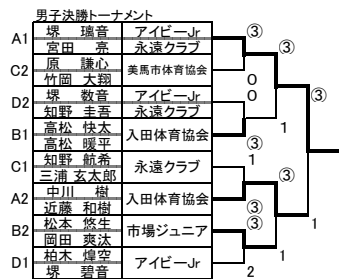 男子決勝トーナメント
A1 堺 璃音 アイビーJr ③
宮田 亮 永遠クラブ ③
C2 原 謙心 美馬市体育協会
竹岡 大翔 0 ③
D2 堺 数音 アイビーJr 0
知野 圭吾 永遠クラブ
B1 高松 快太 入田体育協会 1
高松 暖平 ③
C1 知野 航希 永遠クラブ 1
三浦 玄太郎
A2 中川 樹 入田体育協会 ③
近藤 和樹 ③
B2 松本 悠生 市場ジュニア ③ 1
岡田 爽汰
D1 柏木 煌空 アイビーJr 1
堺 碧音 2